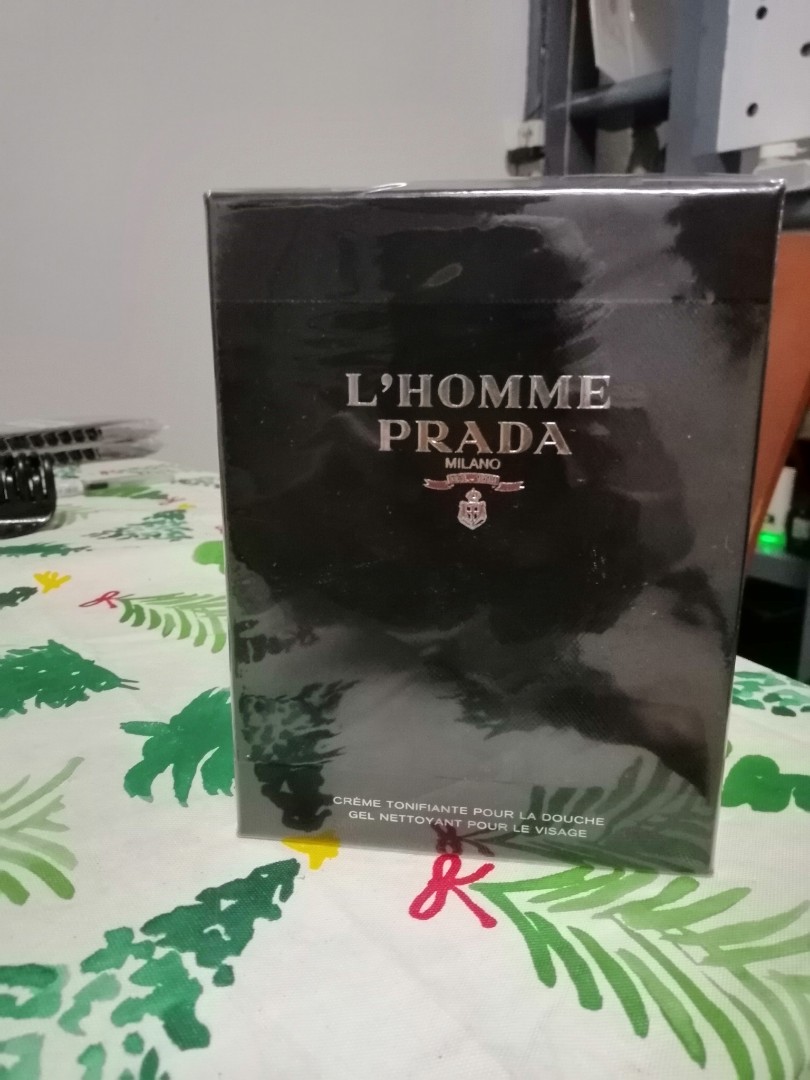 L'HOMME
PRADA
MILANO
CRÈME TONIFIANTE POUR LA DOUCHE
GEL NETTOYANT POUR LE VISAGE